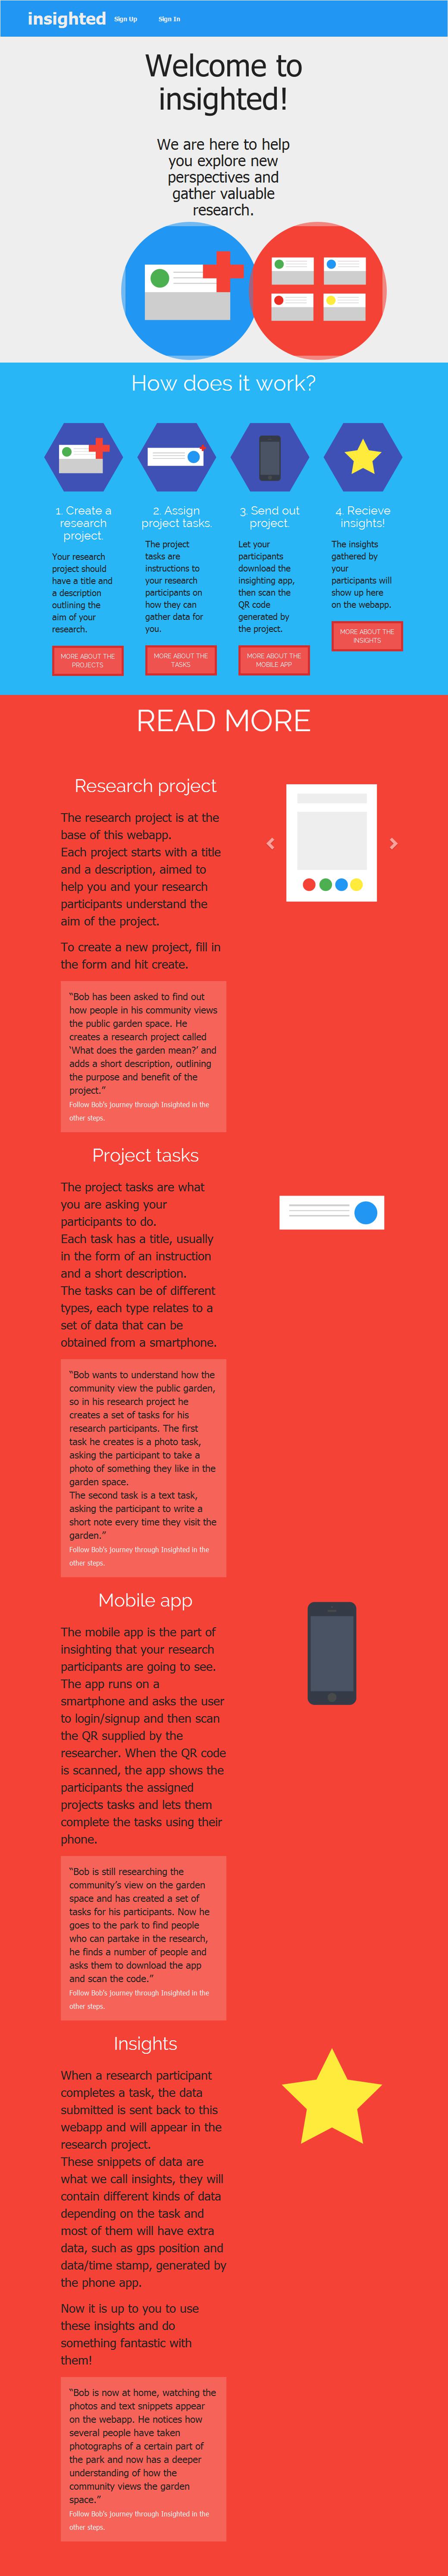 insighted Sign Up Sign In
Welcome to
insighted!
We are here to help
you explore new
perspectives and
gather valuable
research.
How does it work?
1. Create a
research
project.
Your research
project should
have a title and
a description
outlining the
aim of your
research.
MORE ABOUT THE
PROJECTS
2. Assign
project tasks.
The project
tasks are
instructions to
your research
participants on
how they can
gather data for
you.
MORE ABOUT THE
TASKS
3. Send out
project.
Let your
participants
download the
insighting app,
then scan the
QR code
generated by
the project.
MORE ABOUT THE
MOBILE APP
4. Recieve
insights!
The insights
gathered by
your
participants will
show up here
on the webapp.
MORE ABOUT THE
INSIGHTS
READ MORE
Research project
The research project is at the
base of this webapp.
Each project starts with a title
and a description, aimed to
help you and your research
participants understand the
aim of the project.
To create a new project, fill in
the form and hit create.
“Bob has been asked to find out
how people in his community views
the public garden space. He
creates a research project called
‘What does the garden mean?’ and
adds a short description, outlining
the purpose and benefit of the
project.”
Follow Bob's journey through Insighted in the
other steps.
Project tasks
The project tasks are what
you are asking your
participants to do.
Each task has a title, usually
in the form of an instruction
and a short description.
The tasks can be of different
types, each type relates to a
set of data that can be
obtained from a smartphone.
“Bob wants to understand how the
community view the public garden,
so in his research project he
creates a set of tasks for his
research participants. The first
task he creates is a photo task,
asking the participant to take a
photo of something they like in the
garden space.
The second task is a text task,
asking the participant to write a
short note every time they visit the
garden.”
Follow Bob's journey through Insighted in the
other steps.
Mobile app
The mobile app is the part of
insighting that your research
participants are going to see.
The app runs on a
smartphone and asks the user
to login/signup and then scan
the QR supplied by the
researcher. When the QR code
is scanned, the app shows the
participants the assigned
projects tasks and lets them
complete the tasks using their
phone.
“Bob is still researching the
community’s view on the garden
space and has created a set of
tasks for his participants. Now he
goes to the park to find people
who can partake in the research,
he finds a number of people and
asks them to download the app
and scan the code.”
Follow Bob's journey through Insighted in the
other steps.
Insights
When a research participant
completes a task, the data
submitted is sent back to this
webapp and will appear in the
research project.
These snippets of data are
what we call insights, they will
contain different kinds of data
depending on the task and
most of them will have extra
data, such as gps position and
data/time stamp, generated by
the phone app.
Now it is up to you to use
these insights and do
something fantastic with
them!
“Bob is now at home, watching the
photos and text snippets appear
on the webapp. He notices how
several people have taken
photographs of a certain part of
the park and now has a deeper
understanding of how the
community views the garden
space.”
Follow Bob's journey through Insighted in the
other steps.